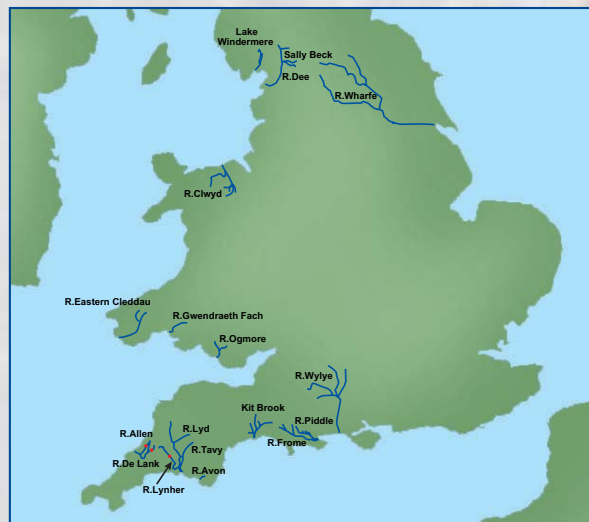 Lake
Windermere
Sally Beck
R.Dee
R.Wharfe
R.Clwyd
R.Eastern Cleddau
R.Gwendraeth Fach
R.Ogmore
R.Wylye
Kit Brook
R.Piddle
R.Lyd
R.Allen
R.Frome
R.Tavy
R.De Lank
R.Avon
R.Lynher